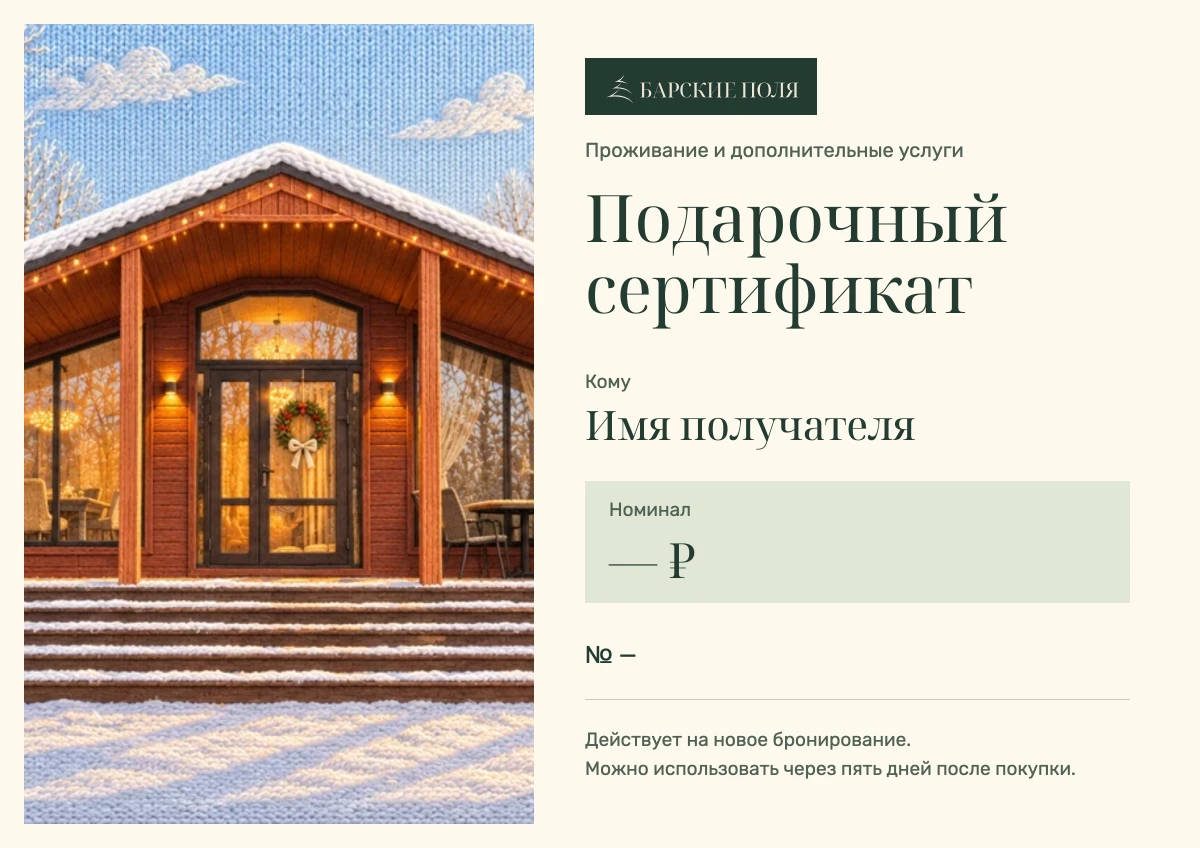 БАРСКИЕ ПОЛЯ
Проживание и дополнительные услуги
Подарочный
сертификат
Кому
Имя получателя
Номинал
— ₽
№ —
Действует на новое бронирование.
Можно использовать через пять дней после покупки.